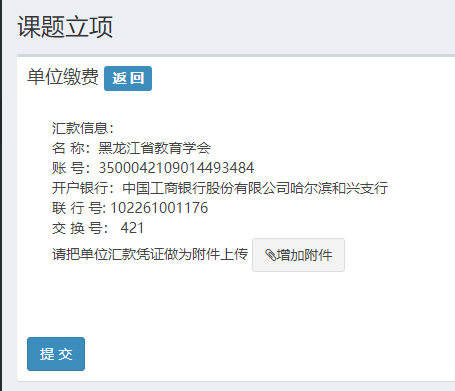 课题立项
单位缴费 返 回
汇款信息：
名 称：黑龙江省教育学会
账 号：3500042109014493484
开户银行：中国工商银行股份有限公司哈尔滨和兴支行
联 行 号: 102261001176
交 换 号： 421
请把单位汇款凭证做为附件上传 增加附件
提 交